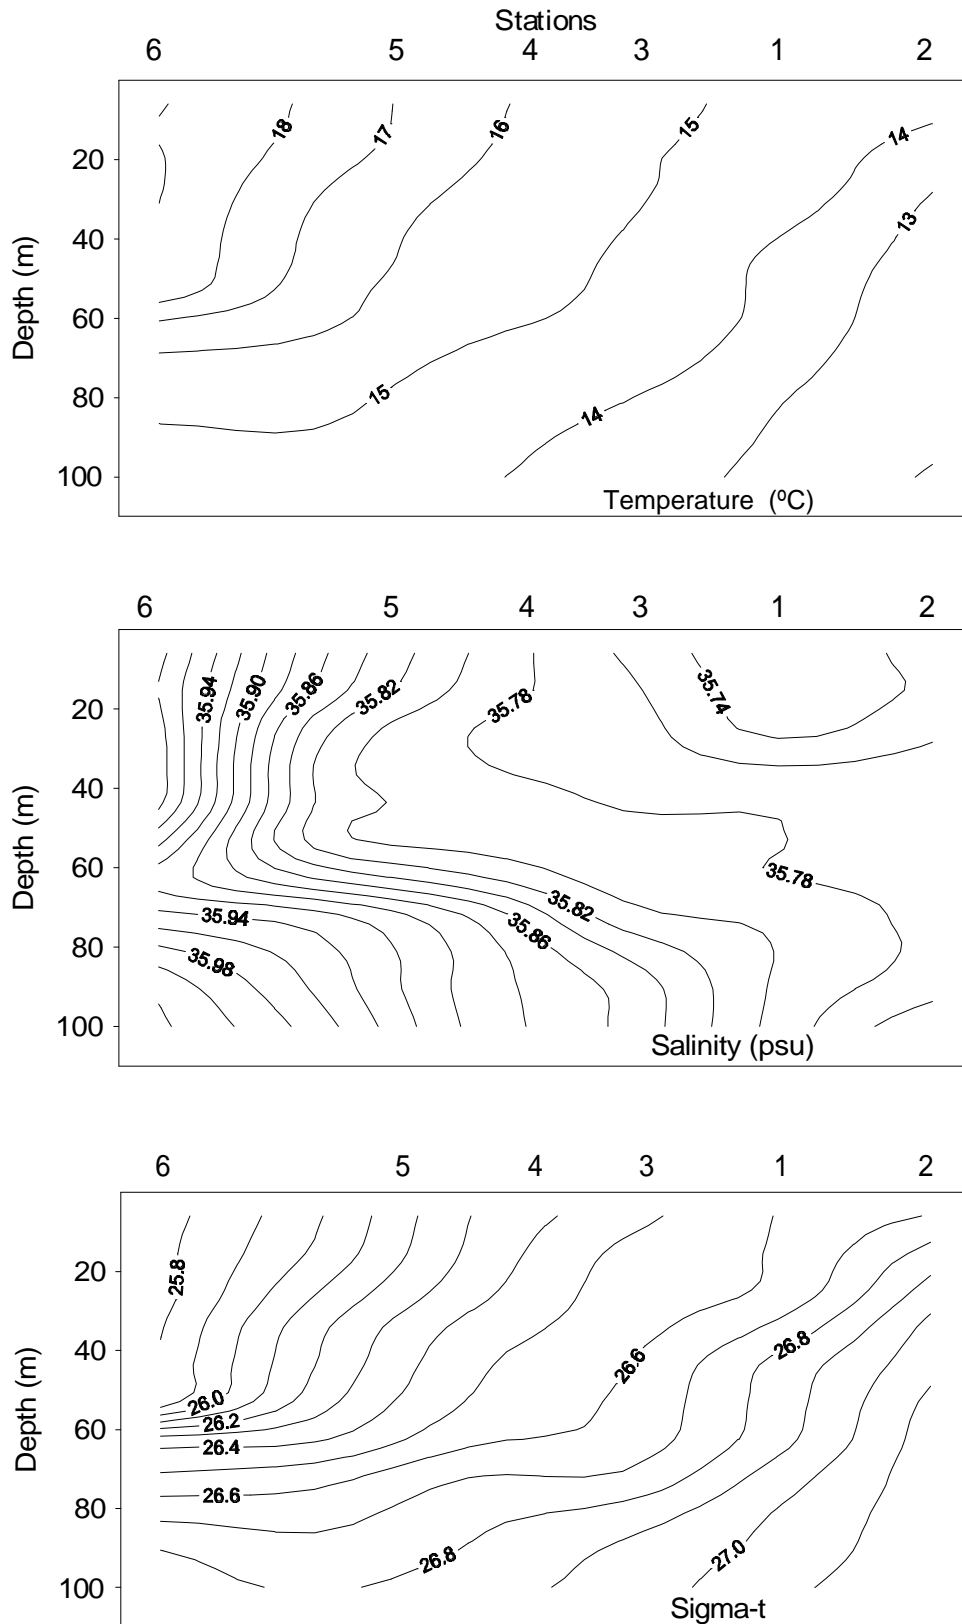 Stations
6 5 4 3 1 2
18 17 16 15 14
20
13
40
Depth (m)
60
80
15
14
100
Temperature (ºC)
6 5 4 3 1 2
35.94 35.90 35.86 35.82 35.78 35.74
20
40
Depth (m)
60
35.78
35.82
35.94
35.86
80
35.98
100
Salinity (psu)
6 5 4 3 1 2
20
25.8
40
26.8
26.6
Depth (m)
26.0
26.2
60
26.4
26.6
80
26.8
27.0
100
Sigma-t